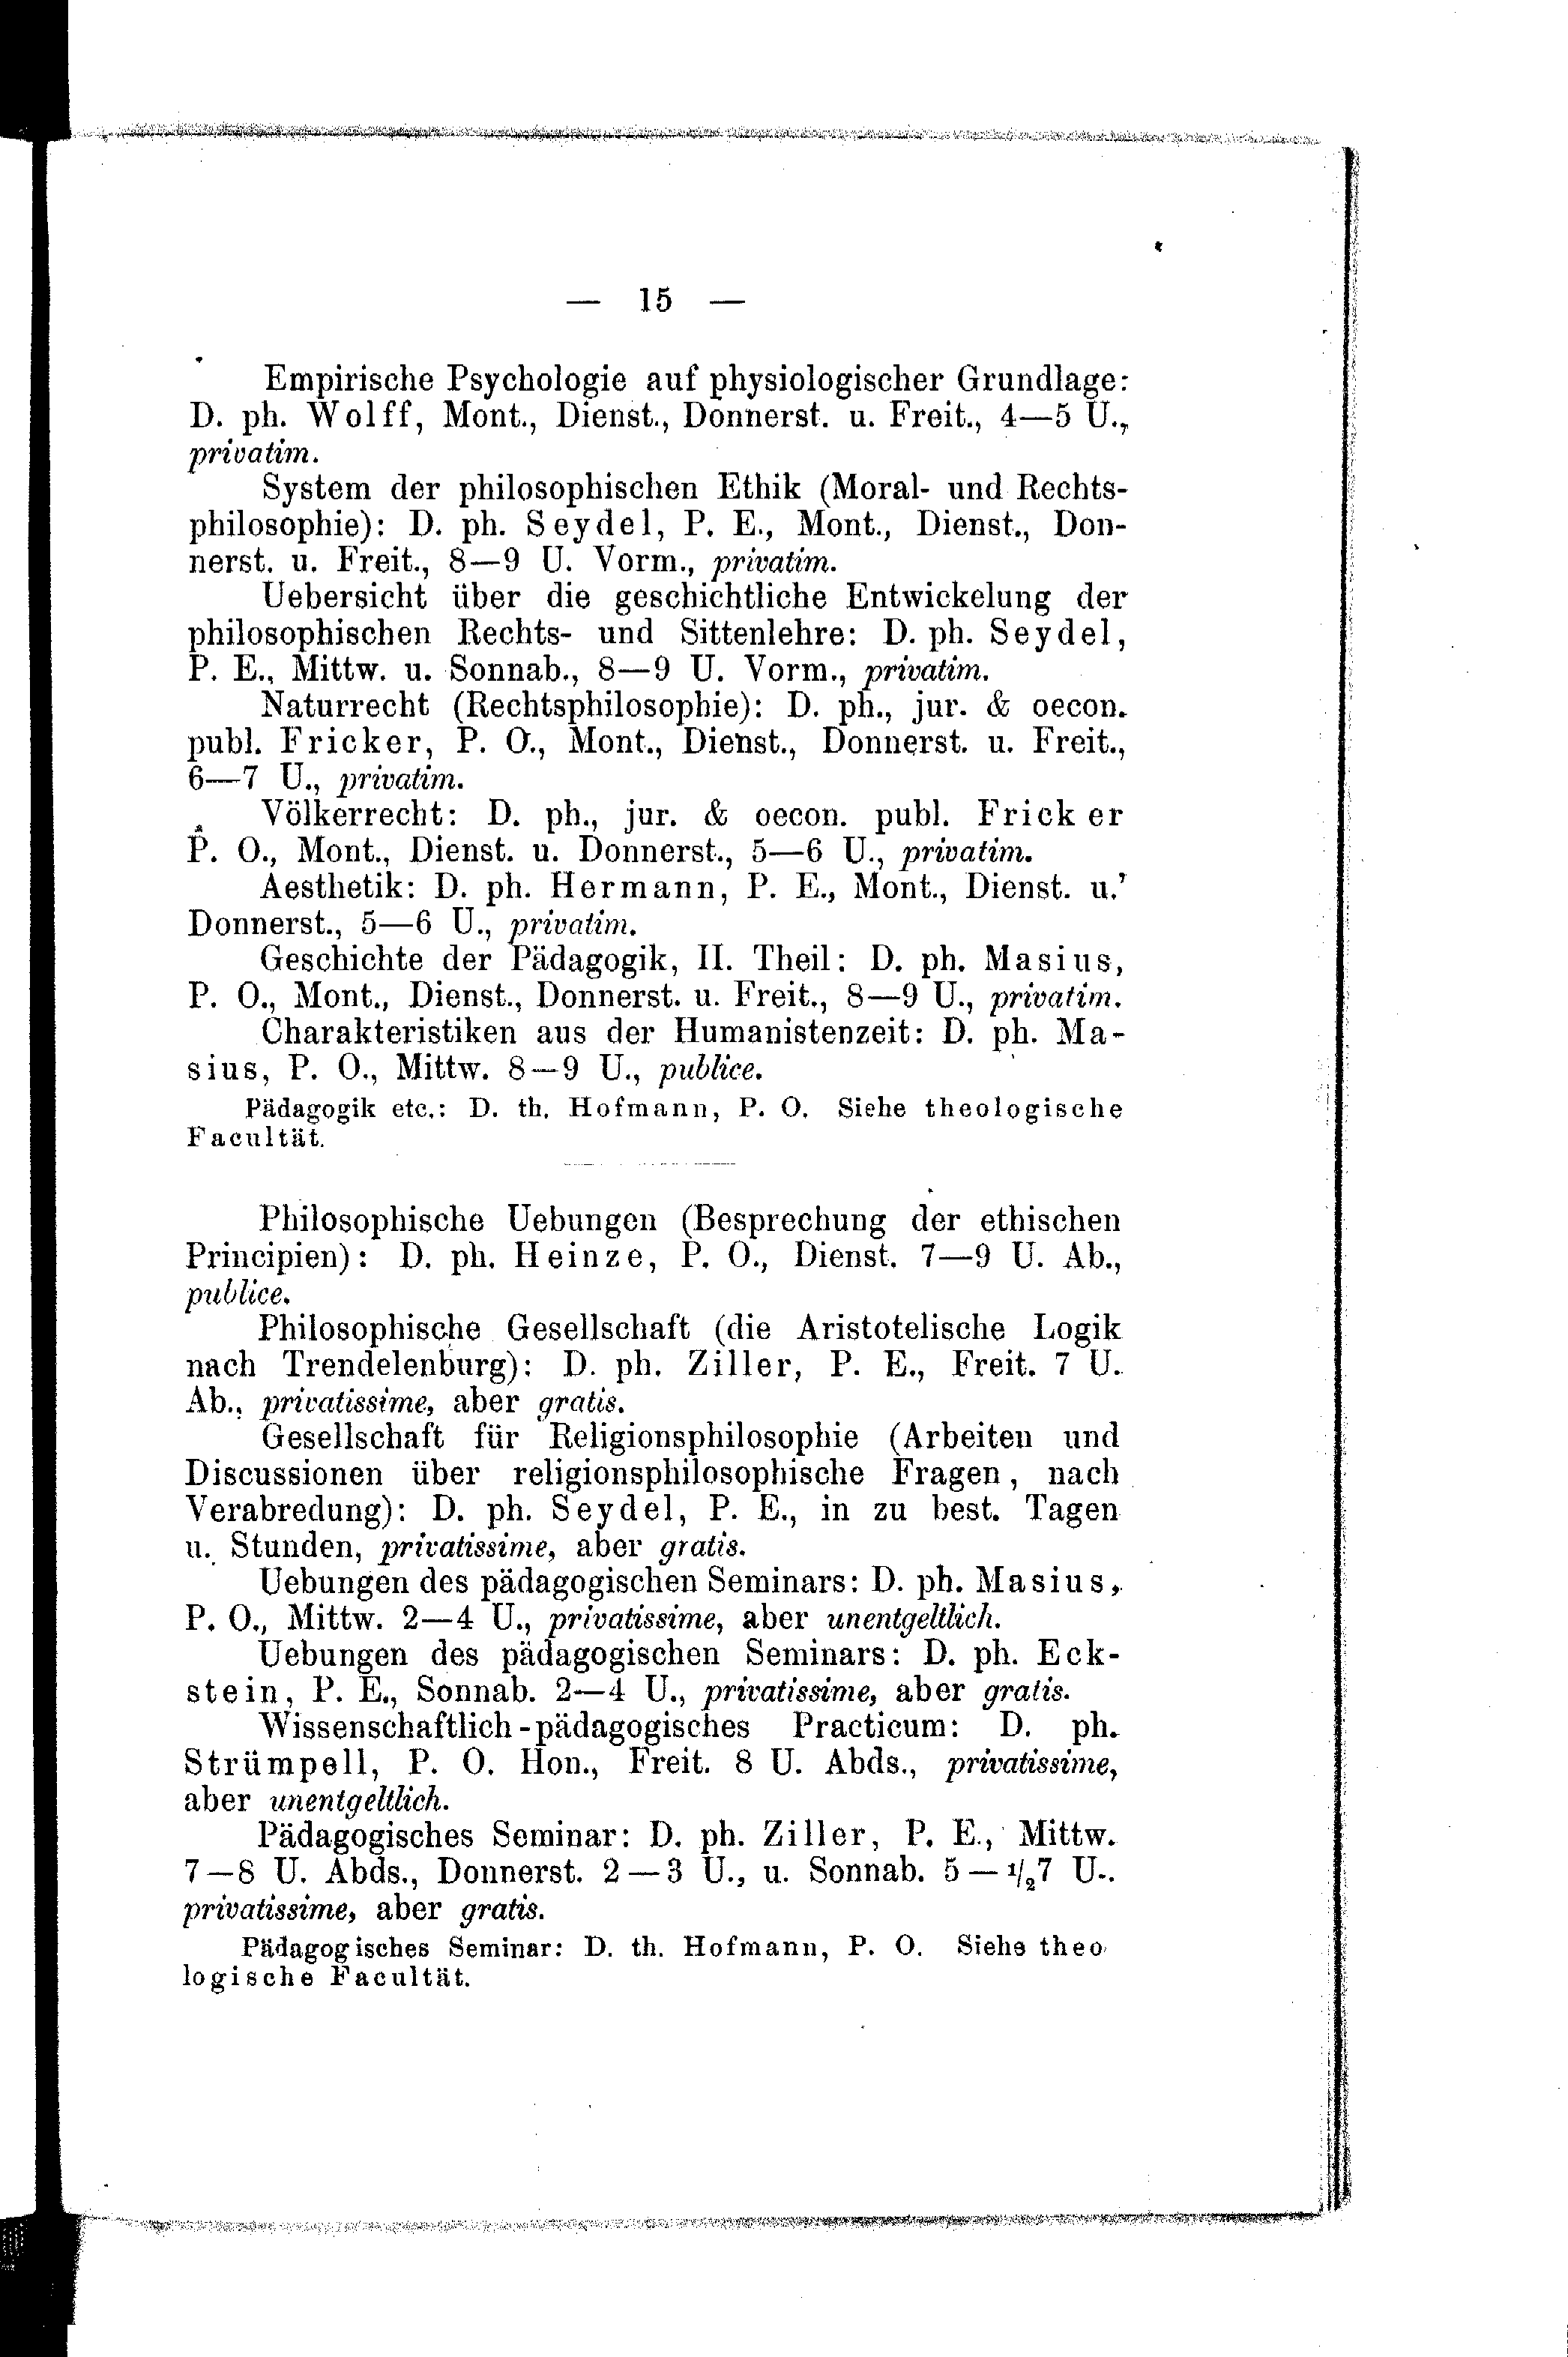 — 15 —
Empirische Psychologie auf physiologischer Grundlage:
D. ph. Wolff, Mont., Dienst., Donnerst. u. Freit., 4—5 U.,
privatim.
System der philosophischen Ethik (Moral- und Rechts-
philosophie): D. ph. Seydel, P. E., Mont., Dienst., Don-
nerst. u. Freit., 8—9 U. Vorm., privatim.
Uebersicht über die geschichtliche Entwickelung der
philosophischen Rechts- und Sittenlehre: D. ph. Seydel,
P. E., Mittw. u. Sonnab., 8—9 U. Vorm., privatim.
Naturrecht (Rechtsphilosophie): D. ph., jur. & oecon.
publ. Fricker, P. O., Mont., Dienst., Donnerst. u. Freit.,
6—7 U., privatim.
Völkerrecht: D. ph., jur. & oecon. publ. Fricker
P. O., Mont., Dienst. u. Donnerst., 5—6 U., privatim.
Aesthetik: D. ph. Hermann, P. E., Mont., Dienst. u.
Donnerst., 5—6 U., privatim.
Geschichte der Pädagogik, II. Theil: D. ph. Masius,
P. O., Mont., Dienst., Donnerst. u. Freit., 8—9 U., privatim.
Charakteristiken aus der Humanistenzeit: D. ph. Ma-
sius, P. O., Mittw. 8—9 U., publice.
Pädagogik etc.: D. th. Hofmann, P. O. Siehe theologische
Facultät.
Philosophische Uebungen (Besprechung der ethischen
Principien): D. ph. Heinze, P. O., Dienst. 7—9 U. Ab.,
publice.
Philosophische Gesellschaft (die Aristotelische Logik
nach Trendelenburg): D. ph. Ziller, P. E., Freit. 7 U.
Ab., privatissime, aber gratis.
Gesellschaft für Religionsphilosophie (Arbeiten und
Discussionen über religionsphilosophische Fragen, nach
Verabredung): D. ph. Seydel, P. E., in zu best. Tagen
u. Stunden, privatissime, aber gratis.
Uebungen des pädagogischen Seminars: D. ph. Masius,
P. O., Mittw. 2—4 U., privatissime, aber unentgeltlich.
Uebungen des pädagogischen Seminars: D. ph. Eck-
stein, P. E., Sonnab. 2—4 U., privatissime, aber gratis.
Wissenschaftlich-pädagogisches Practicum: D. ph.
Strümpell, P. O. Hon., Freit. 8 U. Abds., privatissime,
aber unentgeltlich.
Pädagogisches Seminar: D. ph. Ziller, P. E., Mittw.
7—8 U. Abds., Donnerst. 2—3 U., u. Sonnab. 5—1/27 U..
privatissime, aber gratis.
Pädagogisches Seminar: D. th. Hofmann, P. O. Siehe theo
logische Facultät.